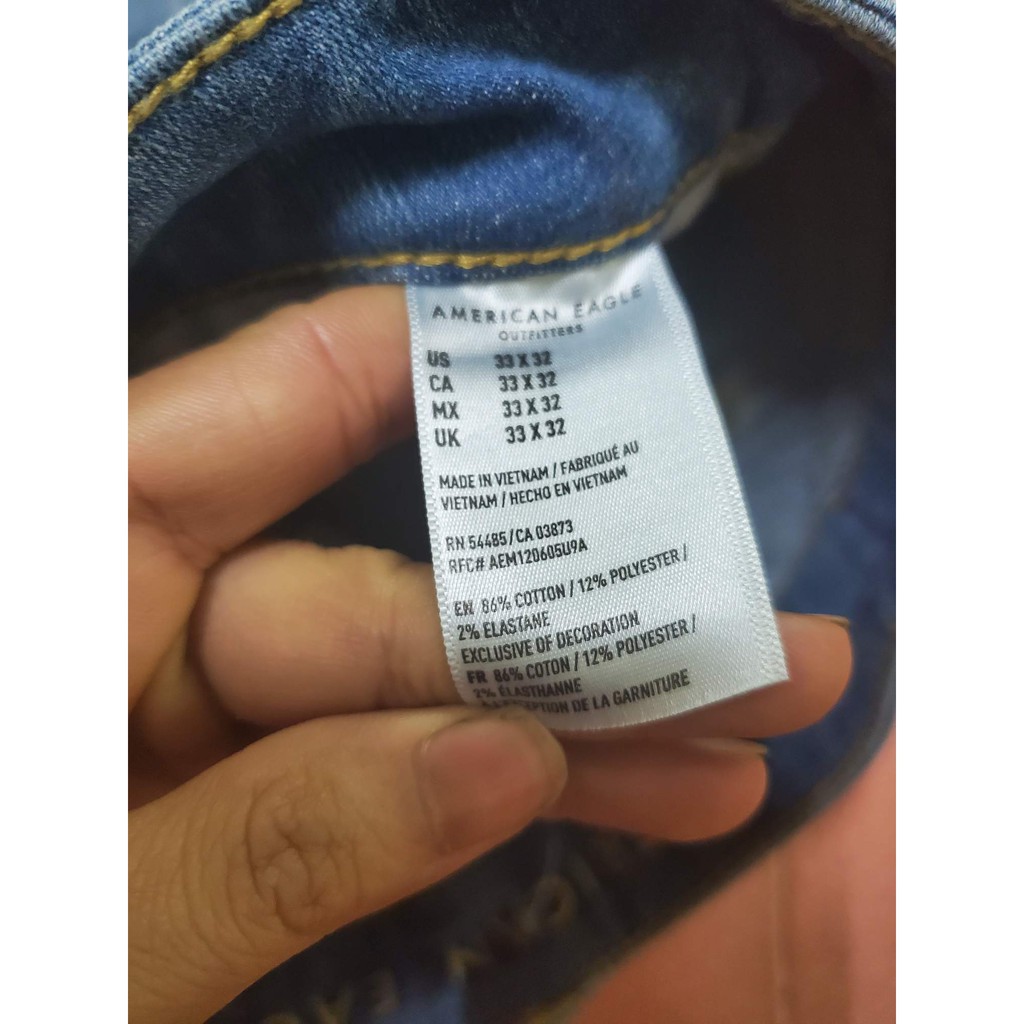 AMERICAN EAGLE
OUTFITTERS
US 33 X 32
CA 33 X 32
MX 33 X 32
UK 33 X 32
MADE IN VIETNAM / FABRIQUÉ AU
VIETNAM / HECHO EN VIETNAM
RN 54485/CA 03873
RFC# AEM120605U9A
EN 86% COTTON / 12% POLYESTER /
2% ELASTANE
EXCLUSIVE OF DECORATION
FR 86% COTON / 12% POLYESTER /
2% ÉLASTHANNE
DE LA GARNITURE